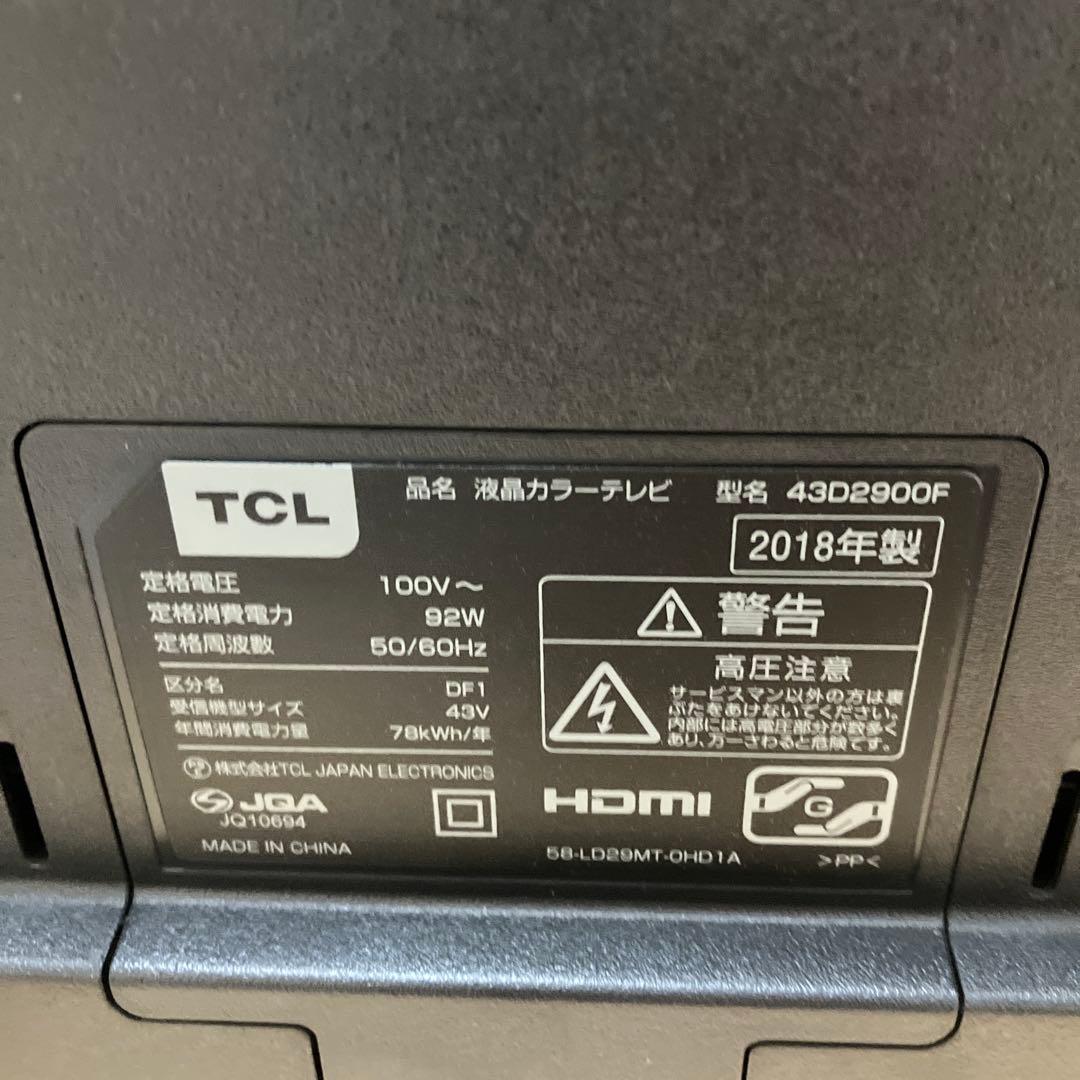 TCL
品名 液晶カラーテレビ 型名 43D2900F
2018年製
定格電圧 100V～
定格消費電力 92W
定格周波数 50/60Hz
区分名 DF1
受信機型サイズ 43V
年間消費電力量 78kWh/年
株式会社TCL JAPAN ELECTRONICS
JQA
JQ10694
MADE IN CHINA
警告
高圧注意
サービスマン以外の方は裏
ぶたをあけないでください。
内部には高電圧部分が数多く
あり、万一さわると危険です。
HDMI
G
58-LD29MT-0HD1A
>PP<